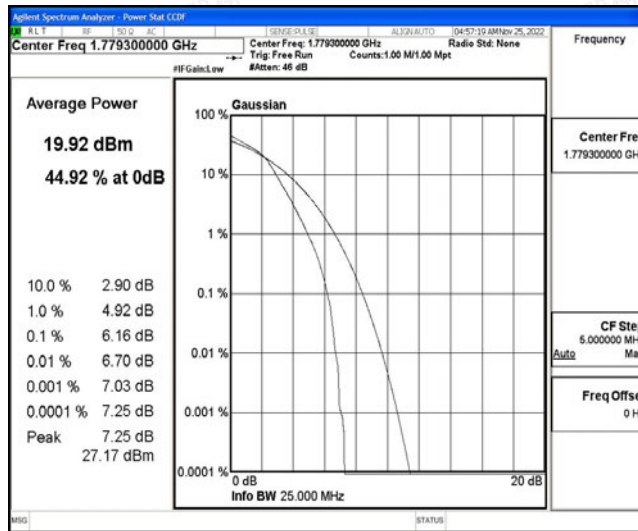 Agilent Spectrum Analyzer - Power Stat CCDF
RL T RF 50 Ω AC SENSE:PULSE ALIGN AUTO 04:57:19 AM Nov 25, 2022
Center Freq 1.779300000 GHz
Center Freq: 1.779300000 GHz Radio Std: None
Trig: Free Run Counts:1.00 M/1.00 Mpt
#IFGain:Low #Atten: 46 dB
Frequency
Average Power
19.92 dBm
44.92 % at 0dB
10.0 % 2.90 dB
1.0 % 4.92 dB
0.1 % 6.16 dB
0.01 % 6.70 dB
0.001 % 7.03 dB
0.0001 % 7.25 dB
Peak 7.25 dB
27.17 dBm
Gaussian
100 %
10 %
1 %
0.1 %
0.01 %
0.001 %
0.0001 %
0 dB 20 dB
Info BW 25.000 MHz
Center Fre
1.779300000 GH
CF Ste
5.000000 MH
Auto Ma
Freq Offse
0 H
MSG STATUS